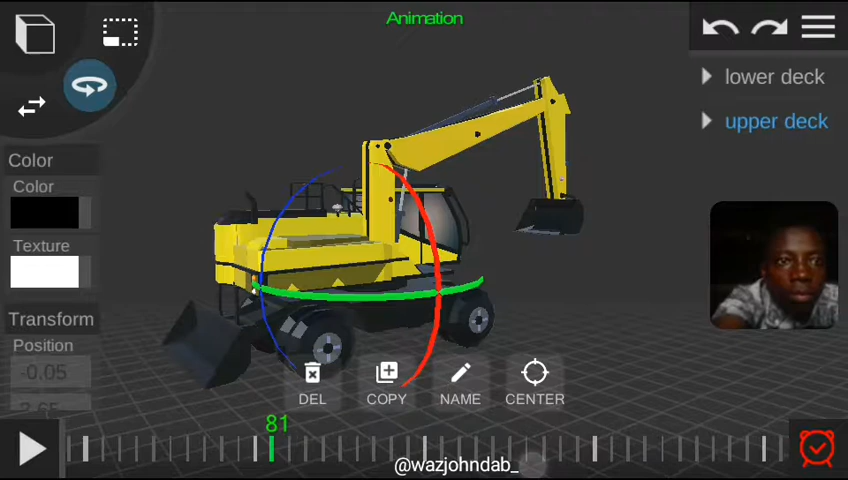 Animation
lower deck
upper deck
Color
Color
Texture
Transform
Position
-0.05
DEL
COPY
NAME
CENTER
81
@wazjohndab_